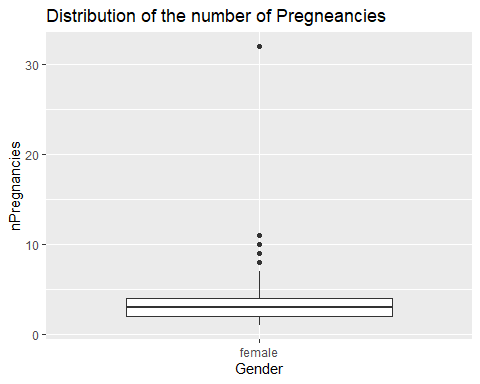 Distribution of the number of Pregneancies
30
20
10
0
nPregnancies
female
Gender